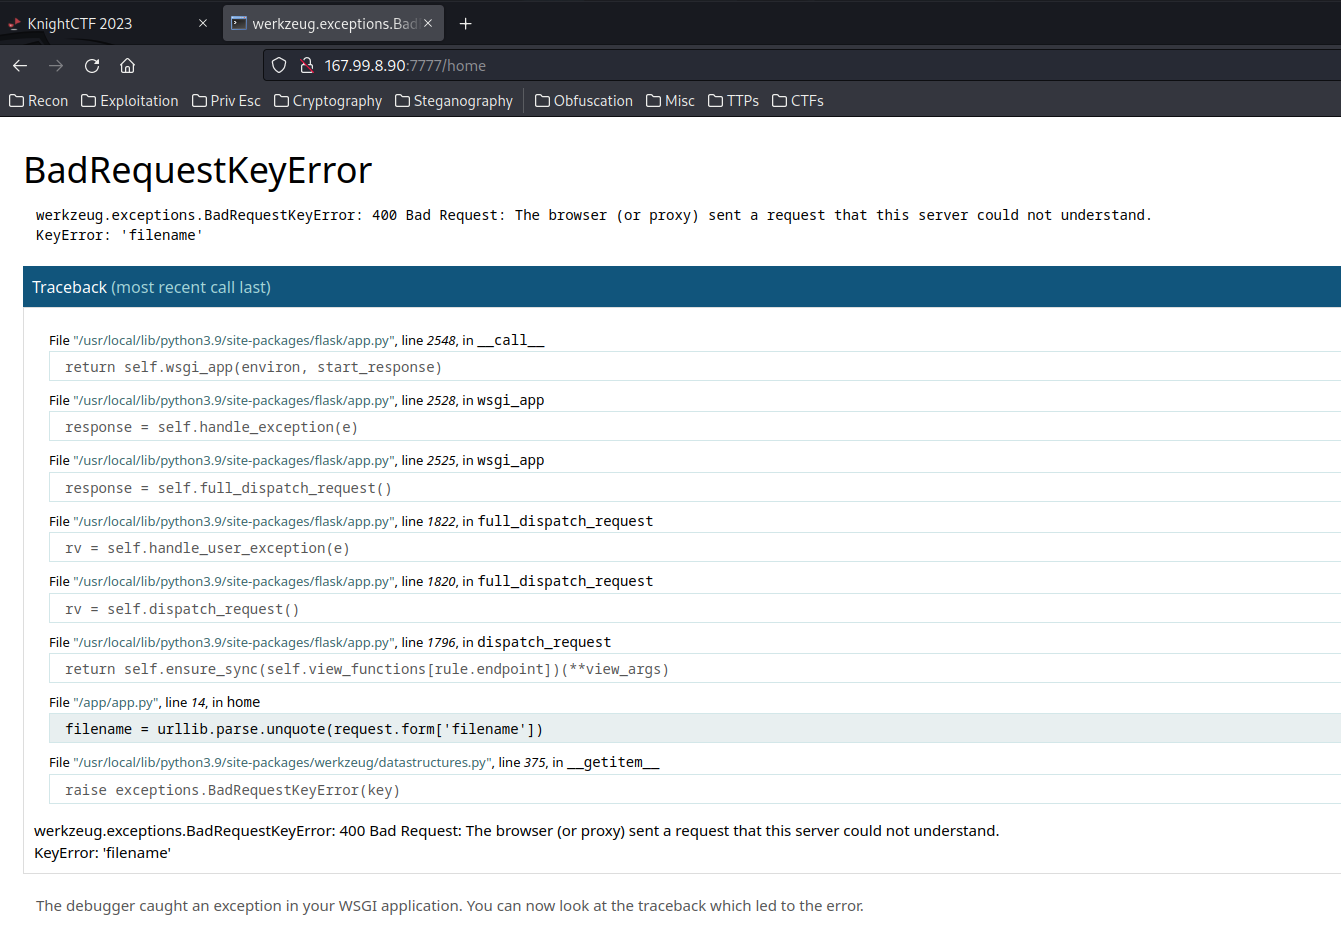 KnightCTF 2023
werkzeug.exceptions.Bad
167.99.8.90:7777/home
Recon Exploitation Priv Esc Cryptography Steganography Obfuscation Misc TTPs CTFs
BadRequestKeyError
werkzeug.exceptions.BadRequestKeyError: 400 Bad Request: The browser (or proxy) sent a request that this server could not understand.
KeyError: 'filename'
Traceback (most recent call last)
File "/usr/local/lib/python3.9/site-packages/flask/app.py", line 2548, in __call__
return self.wsgi_app(environ, start_response)
File "/usr/local/lib/python3.9/site-packages/flask/app.py", line 2528, in wsgi_app
response = self.handle_exception(e)
File "/usr/local/lib/python3.9/site-packages/flask/app.py", line 2525, in wsgi_app
response = self.full_dispatch_request()
File "/usr/local/lib/python3.9/site-packages/flask/app.py", line 1822, in full_dispatch_request
rv = self.handle_user_exception(e)
File "/usr/local/lib/python3.9/site-packages/flask/app.py", line 1820, in full_dispatch_request
rv = self.dispatch_request()
File "/usr/local/lib/python3.9/site-packages/flask/app.py", line 1796, in dispatch_request
return self.ensure_sync(self.view_functions[rule.endpoint])(**view_args)
File "/app/app.py", line 14, in home
filename = urllib.parse.unquote(request.form['filename'])
File "/usr/local/lib/python3.9/site-packages/werkzeug/datastructures.py", line 375, in __getitem__
raise exceptions.BadRequestKeyError(key)
werkzeug.exceptions.BadRequestKeyError: 400 Bad Request: The browser (or proxy) sent a request that this server could not understand.
KeyError: 'filename'
The debugger caught an exception in your WSGI application. You can now look at the traceback which led to the error.